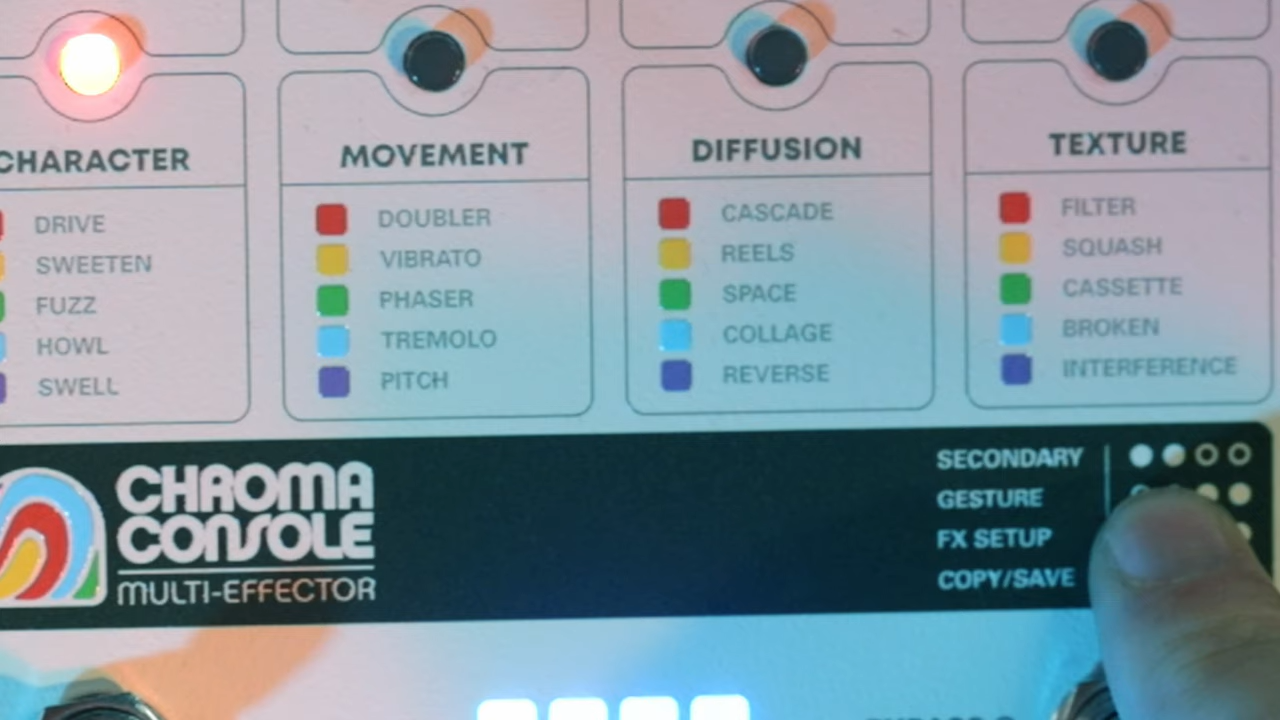 CHARACTER
DRIVE
SWEETEN
FUZZ
HOWL
SWELL
MOVEMENT
DOUBLER
VIBRATO
PHASER
TREMOLO
PITCH
DIFFUSION
CASCADE
REELS
SPACE
COLLAGE
REVERSE
TEXTURE
FILTER
SQUASH
CASSETTE
BROKEN
INTERFERENCE
CHROMA
CONSOLE
MULTI-EFFECTOR
SECONDARY
GESTURE
FX SETUP
COPY/SAVE